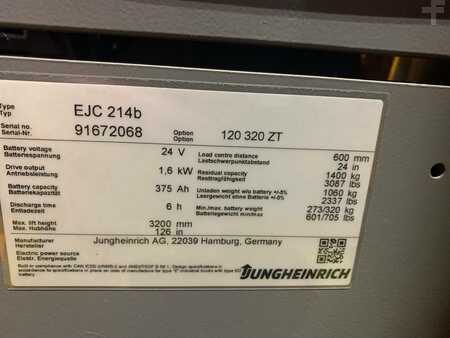 Type
Typ EJC 214b
Serial no.
Serial-Nr. 91672068 Option
Option 120 320 ZT
Battery voltage
Batteriespannung 24 V
Drive output
Antriebsleistung 1,6 kW
Battery capacity
Batteriekapazität 375 Ah
Discharge time
Entladezeit 6 h
Max. lift height
Max. Hubhöhe 3200 mm
126 in
Load centre distance
Lastschwerpunktabstand 600 mm
24 in
Residual capacity
Resttragfähigkeit 1400 kg
3087 lbs
Unladen weight w/o battery +/-5%
Leergewicht ohne Batterie +/-5% 1060 kg
2337 lbs
Min./max. battery weight
Batteriegewicht min/max 273/320 kg
601/705 lbs
Manufacturer
Hersteller Jungheinrich AG, 22039 Hamburg, Germany
Electric power source
Elektr. Energiequelle
JUNGHEINRICH